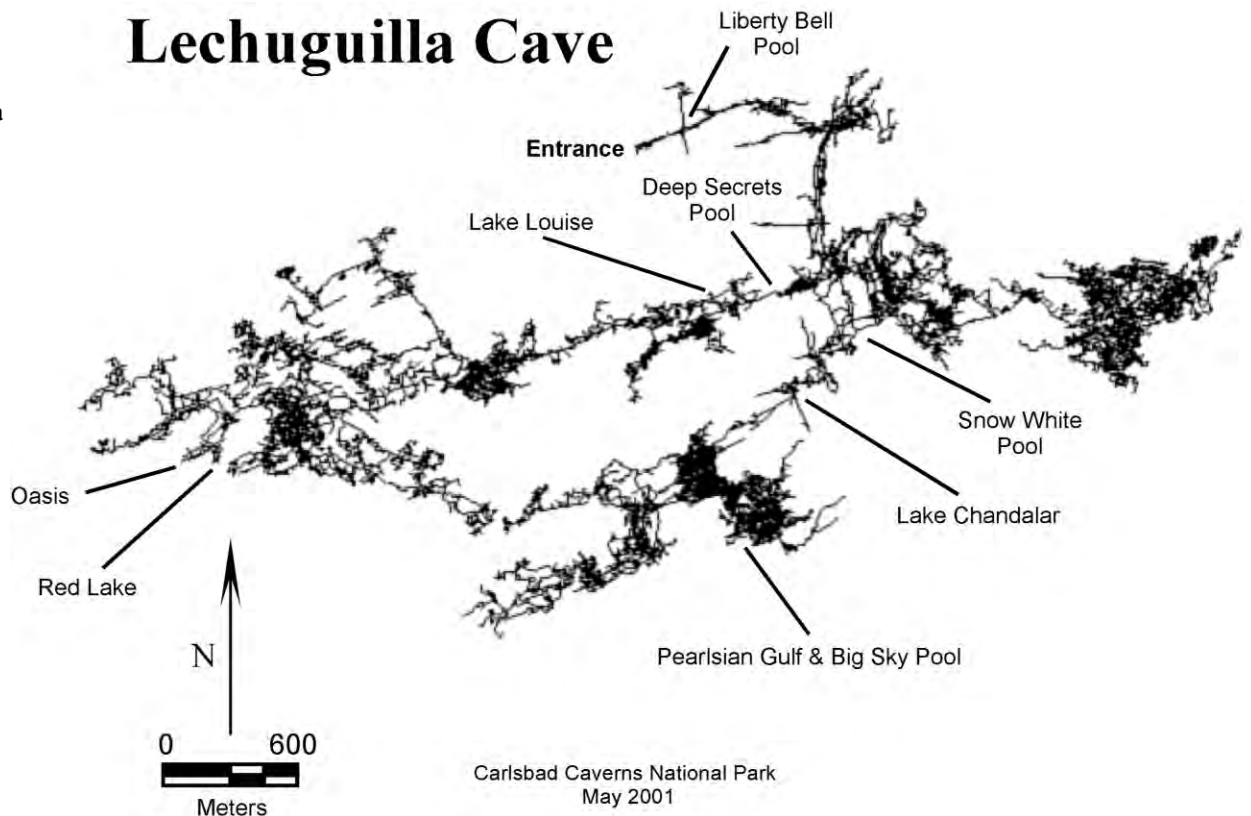 Lechuguilla Cave
a
Liberty Bell
Pool
Entrance
Deep Secrets
Pool
Lake Louise
Snow White
Pool
Oasis
Lake Chandalar
Red Lake
Pearlsian Gulf & Big Sky Pool
N
0 600
Meters
Carlsbad Caverns National Park
May 2001